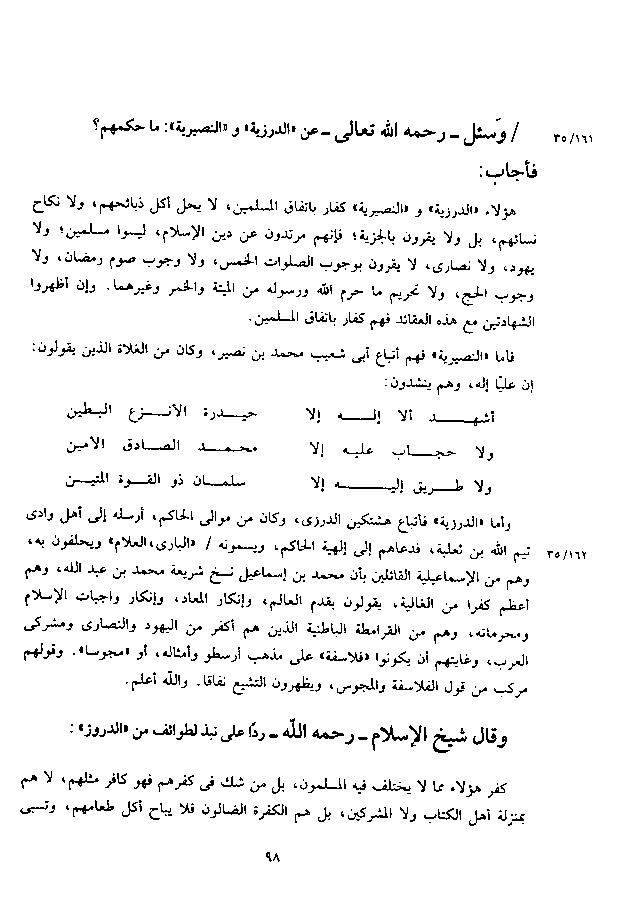 ٣٥/١٦١ / وَسئل ـ رحمه الله تعالى ـ عن «الدرزية» و «النصيرية»: ما حكمهم؟
فأجاب:
هؤلاء «الدرزية» و «النصيرية» كفار باتفاق المسلمين، لا يحل أكل ذبائحهم، ولا نكاح
نسائهم، بل ولا يقرون بالجزية؛ فإنهم مرتدون عن دين الإسلام، ليسوا مسلمين؛ ولا
يهود، ولا نصارى، لا يقرون بوجوب الصلوات الخمس، ولا وجوب صوم رمضان، ولا
وجوب الحج، ولا تحريم ما حرم الله ورسوله من الميتة والخمر وغيرهما. وإن أظهروا
الشهادتين مع هذه العقائد فهم كفار باتفاق المسلمين.
فأما «النصيرية» فهم أتباع أبى شعيب محمد بن نصير، وكان من الغلاة الذين يقولون:
إن عليًا إله، وهم ينشدون:
أشهد ألا إله إلا حيدرة الأنزع البطين
ولا حجاب عليه إلا محمد الصادق الأمين
ولا طريق إليه إلا سلمان ذو القوة المتين
وأما «الدرزية» فأتباع هشتكين الدرزى، وكان من موالى الحاكم، أرسله إلى أهل وادى
٣٥/١٦٢ تيم الله بن ثعلبة، فدعاهم إلى إلهية الحاكم، ويسمونه / «البارى، العلام» ويحلفون به،
وهم من الإسماعيلية القائلين بأن محمد بن إسماعيل نسخ شريعة محمد بن عبد الله، وهم
أعظم كفرا من الغالية، يقولون بقدم العالم، وإنكار المعاد، وإنكار واجبات الإسلام
ومحرماته، وهم من القرامطة الباطنية الذين هم أكفر من اليهود والنصارى ومشركى
العرب، وغايتهم أن يكونوا «فلاسفة» على مذهب أرسطو وأمثاله، أو «مجوسا». وقولهم
مركب من قول الفلاسفة والمجوس، ويظهرون التشيع نفاقا. والله أعلم.
وقال شيخ الإسلام ـ رحمه الله ـ ردًا على نبذ لطوائف من «الدروز»:
كفر هؤلاء مما لا يختلف فيه المسلمون، بل من شك فى كفرهم فهو كافر مثلهم، لا هم
بمنزلة أهل الكتاب ولا المشركين، بل هم الكفرة الضالون فلا يباح أكل طعامهم، وتسبى
٩٨